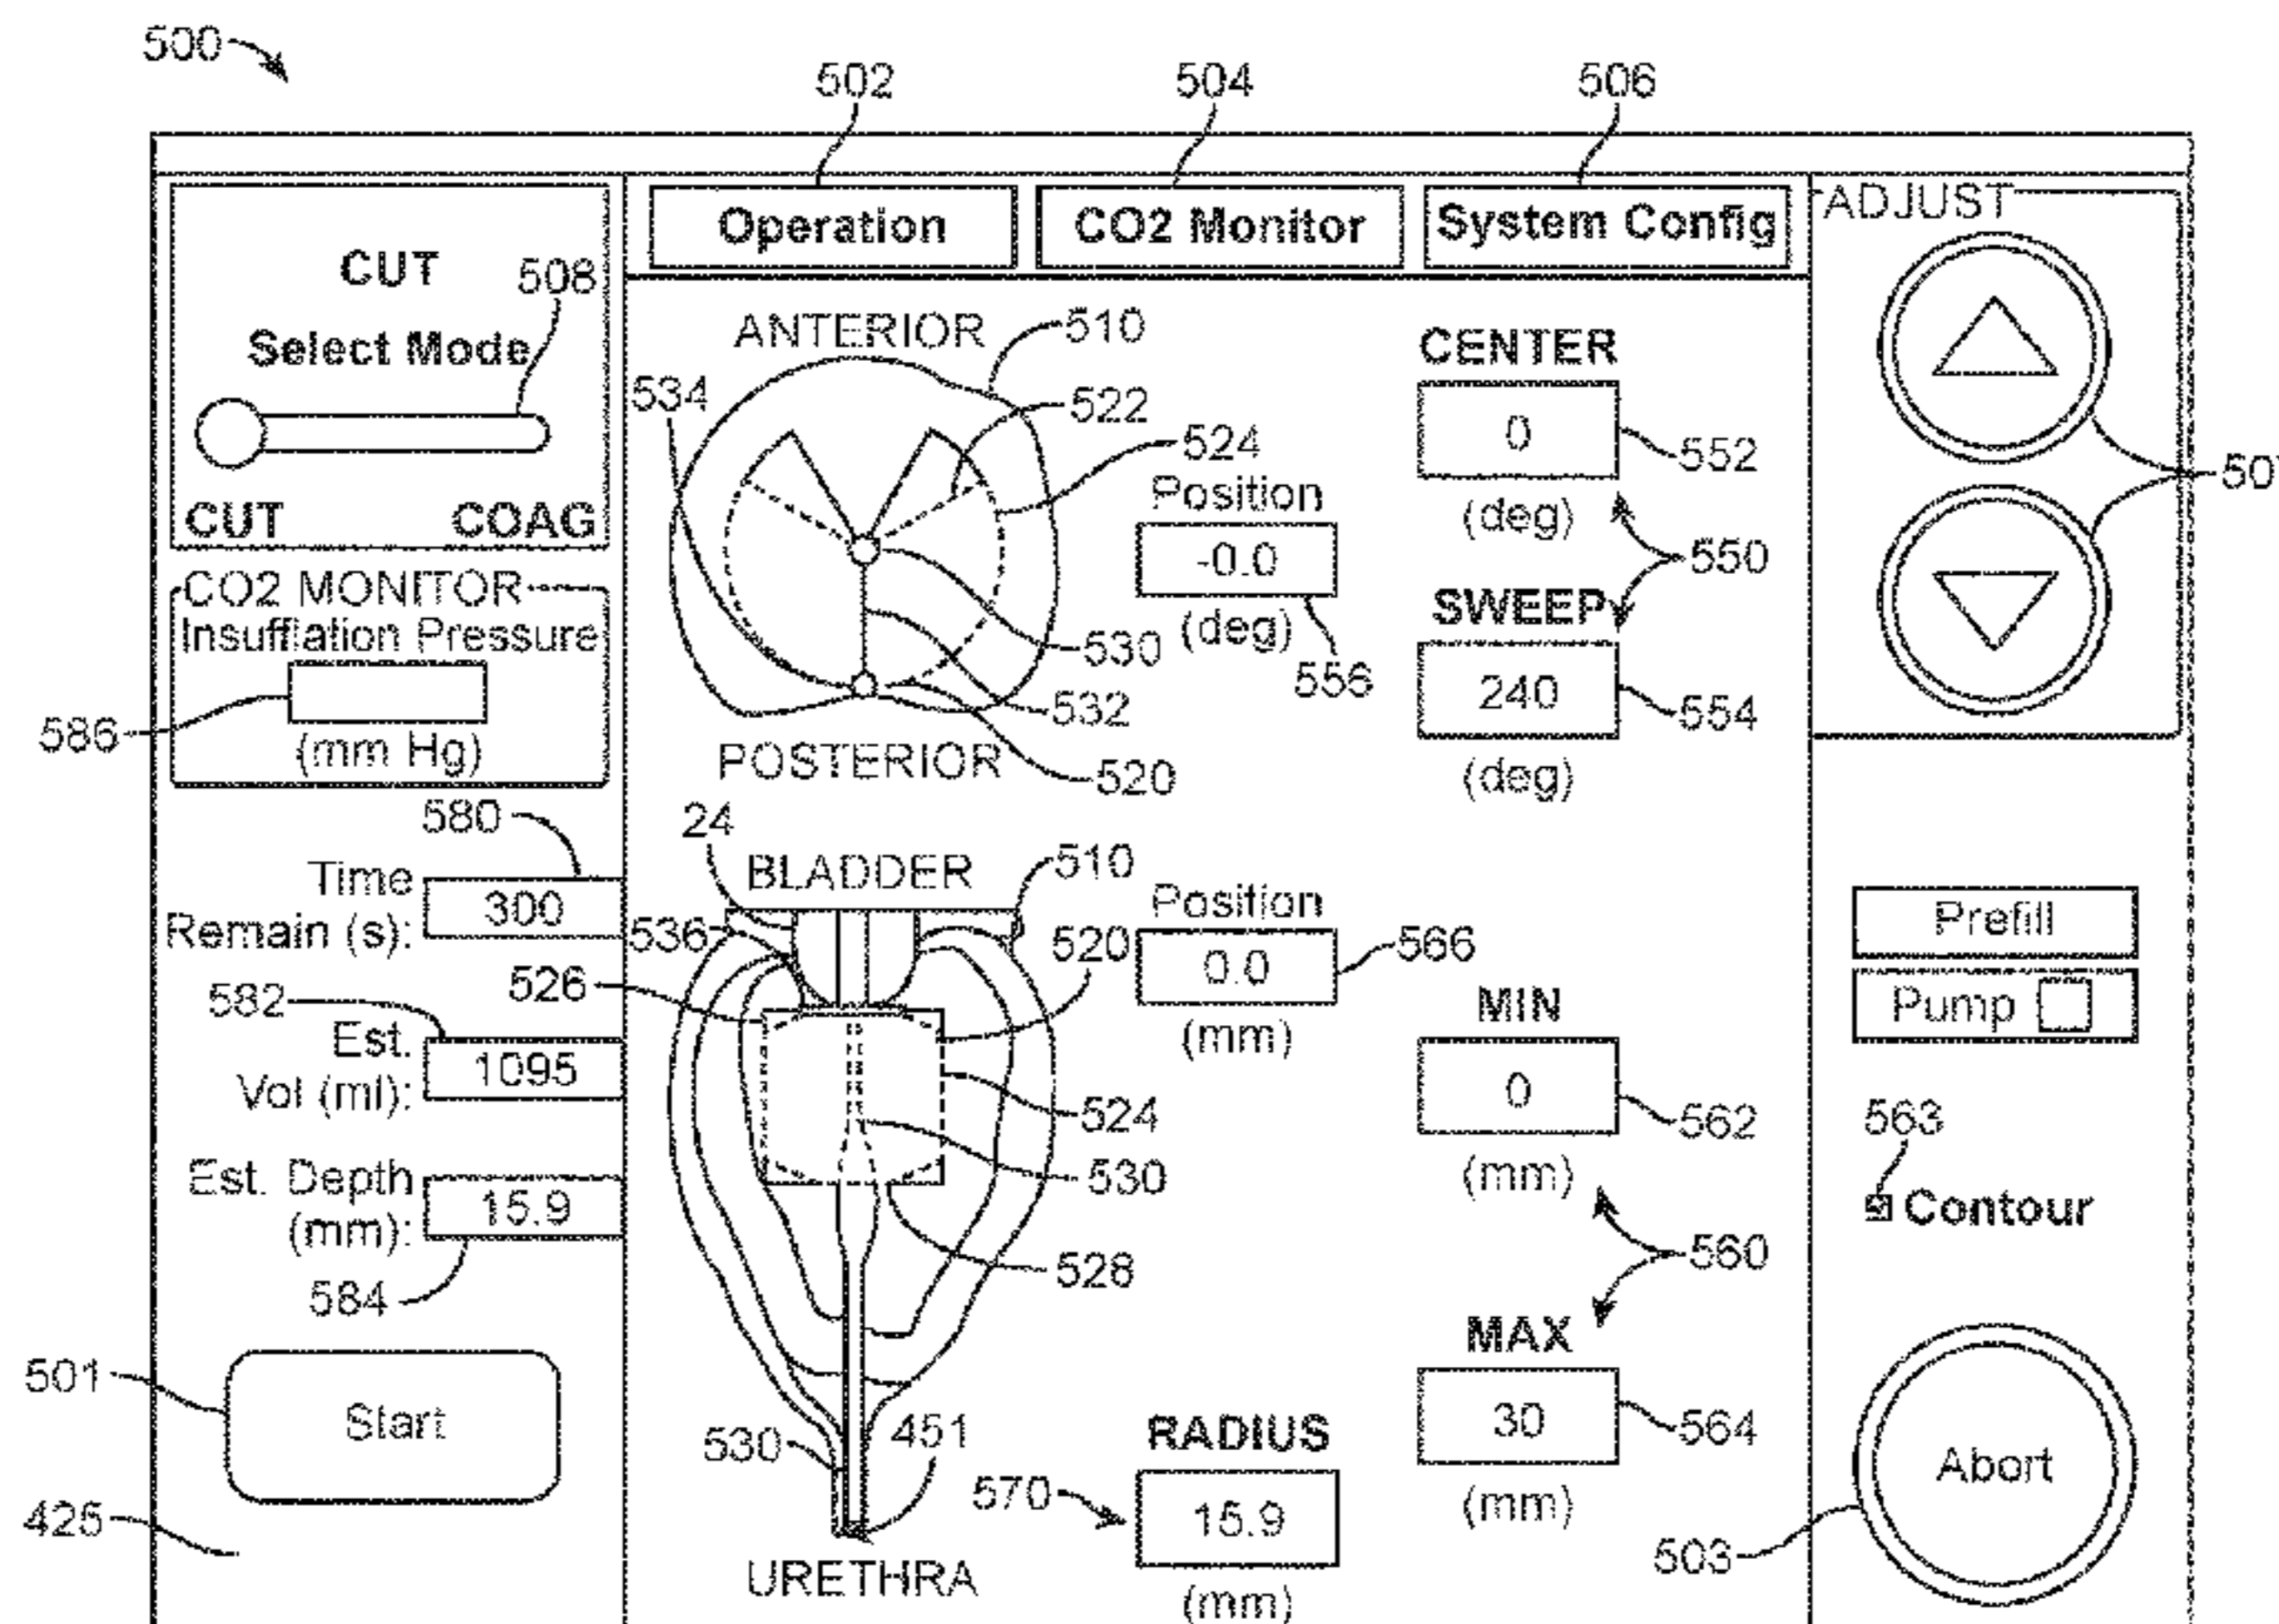 500
502
504
506
Operation
CO2 Monitor
System Config
CUT
508
Select Mode
CUT
COAG
CO2 MONITOR
Insufflation Pressure
586
(mm Hg)
580
Time
Remain (s):
300
582
Est.
Vol (ml):
1095
Est. Depth
(mm):
15.9
584
501
Start
425
ANTERIOR
510
534
522
524
Position
-0.0
(deg)
556
530
532
520
POSTERIOR
CENTER
0
552
(deg)
550
SWEEP
240
554
(deg)
24
BLADDER
510
536
526
520
Position
0.0
566
(mm)
524
530
528
530
451
URETHRA
MIN
0
562
(mm)
560
MAX
30
564
(mm)
RADIUS
570
15.9
(mm)
ADJUST
Prefill
Pump
563
Contour
Abort
503